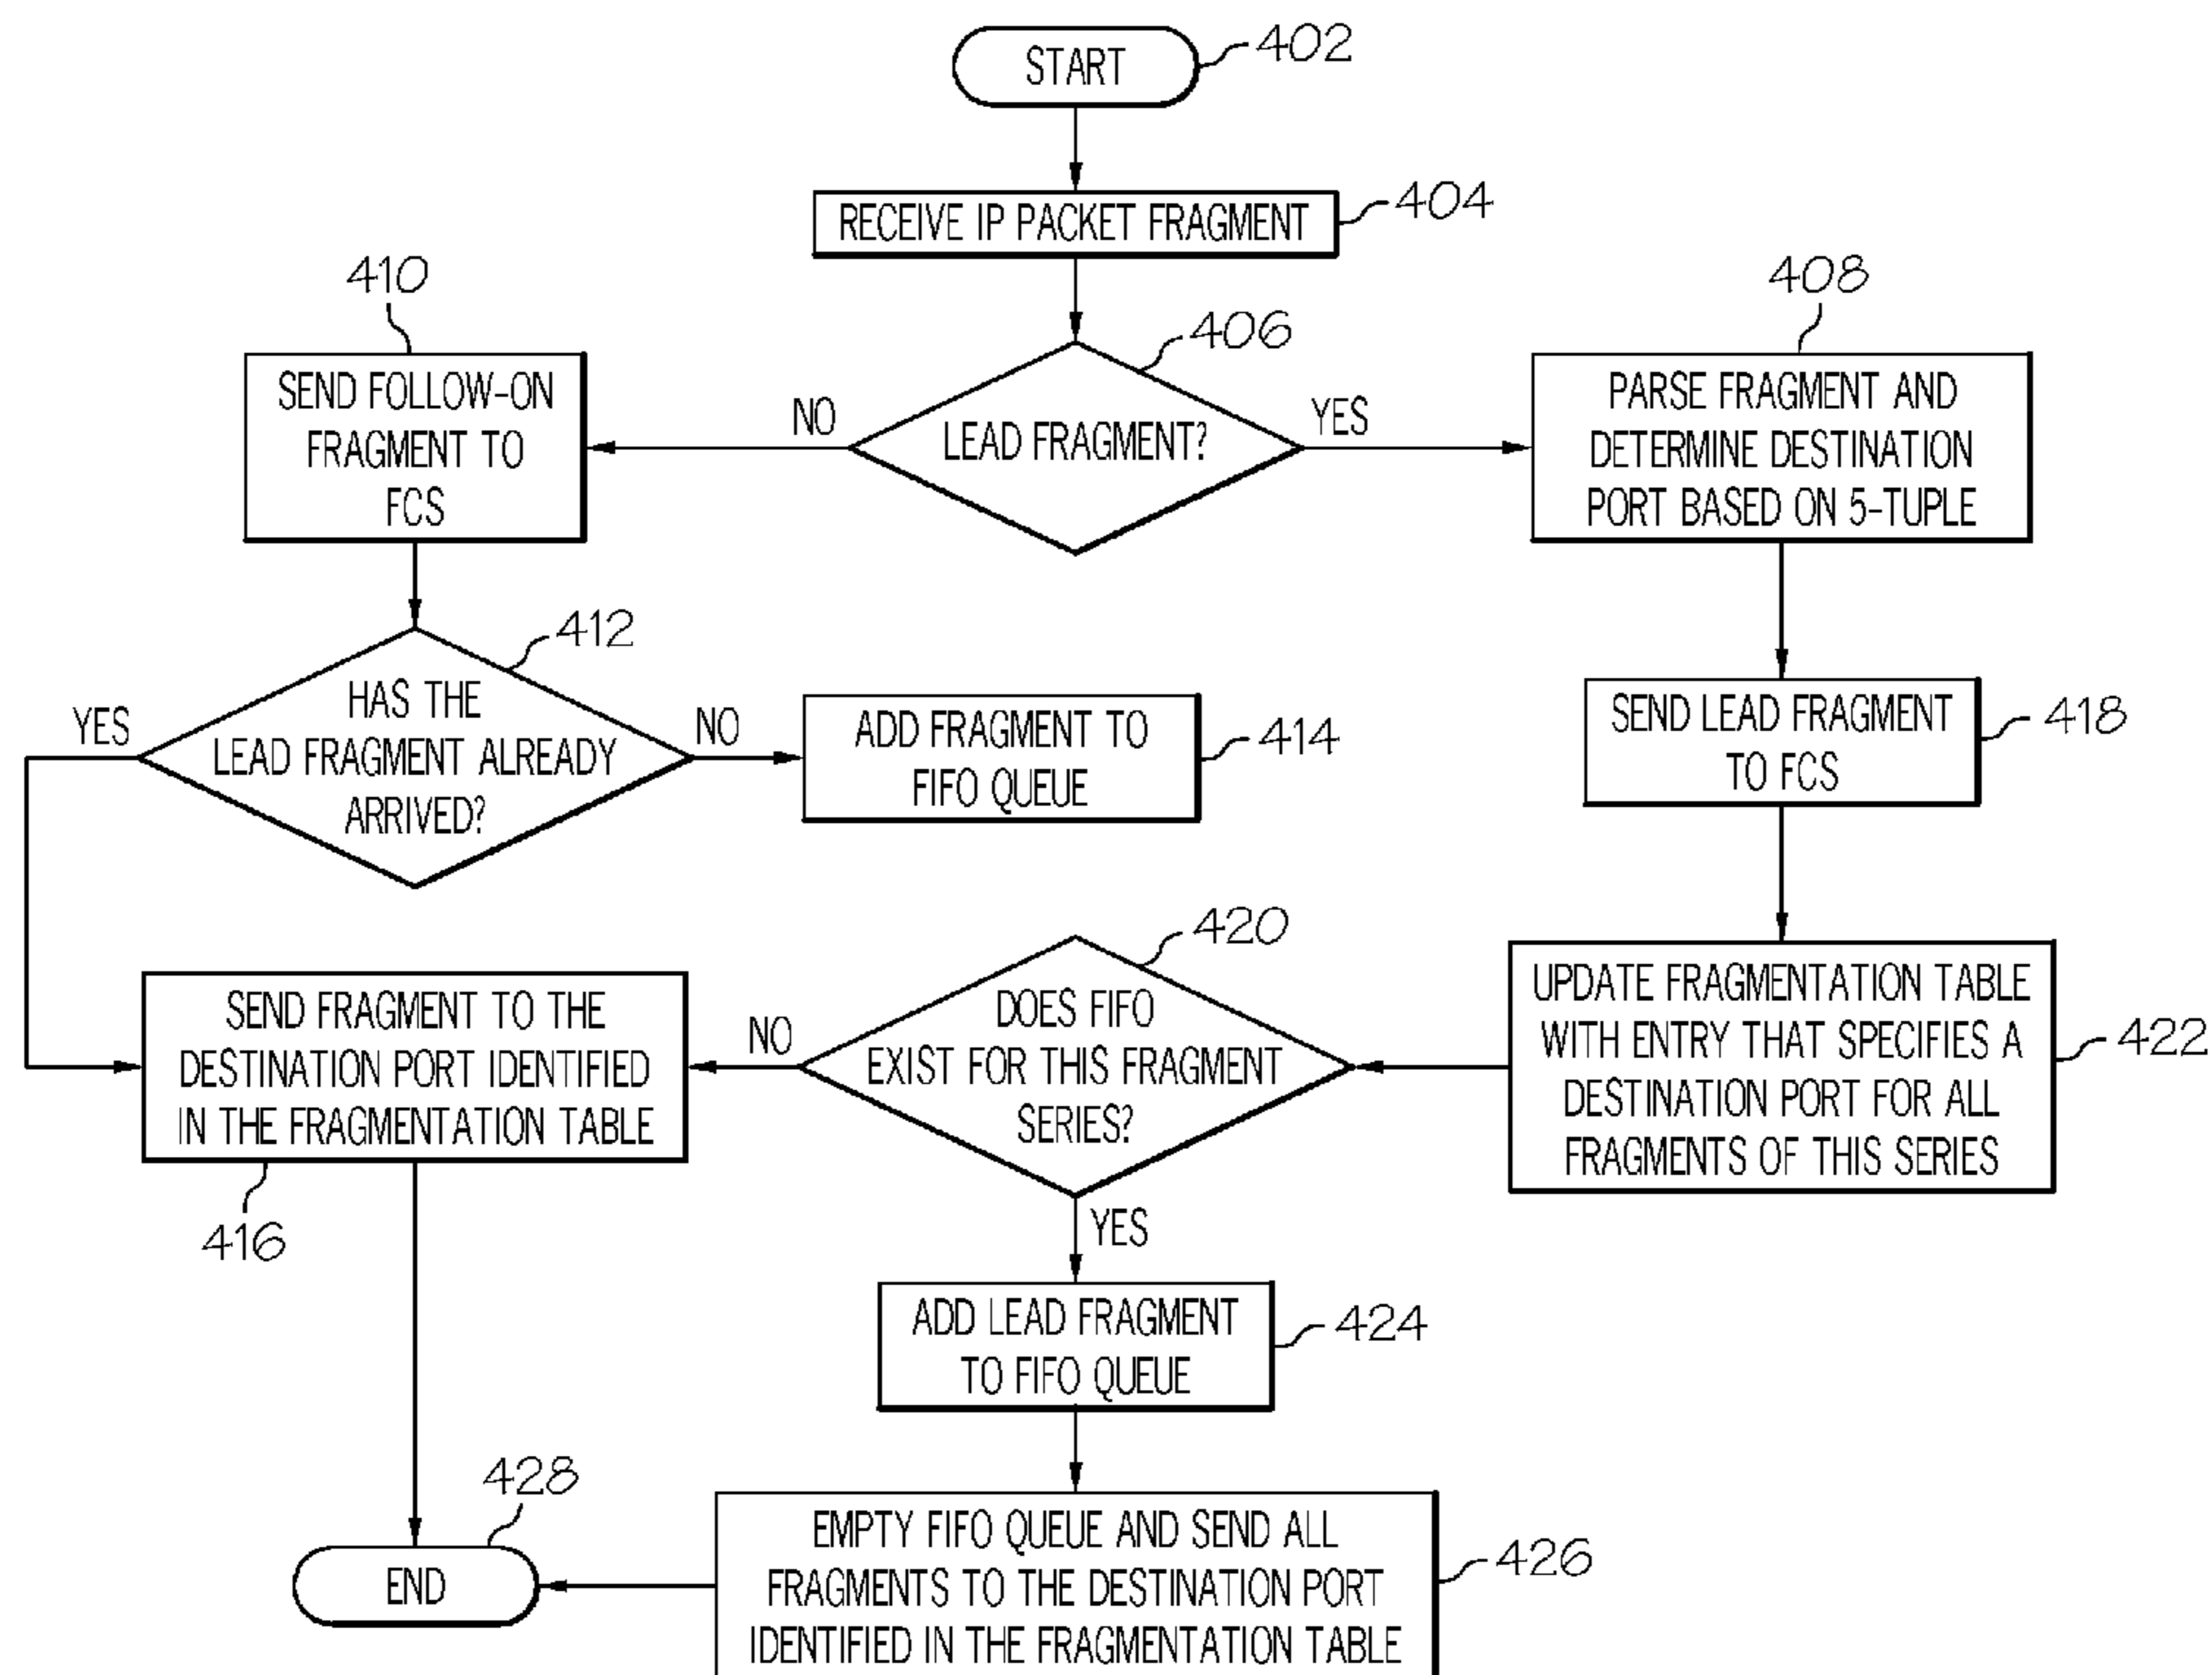 START
402
RECEIVE IP PACKET FRAGMENT
404
406
LEAD FRAGMENT?
NO
YES
410
SEND FOLLOW-ON
FRAGMENT TO
FCS
408
PARSE FRAGMENT AND
DETERMINE DESTINATION
PORT BASED ON 5-TUPLE
412
HAS THE
LEAD FRAGMENT ALREADY
ARRIVED?
YES
NO
ADD FRAGMENT TO
FIFO QUEUE
414
SEND LEAD FRAGMENT
TO FCS
418
SEND FRAGMENT TO THE
DESTINATION PORT IDENTIFIED
IN THE FRAGMENTATION TABLE
416
NO
420
DOES FIFO
EXIST FOR THIS FRAGMENT
SERIES?
YES
UPDATE FRAGMENTATION TABLE
WITH ENTRY THAT SPECIFIES A
DESTINATION PORT FOR ALL
FRAGMENTS OF THIS SERIES
422
ADD LEAD FRAGMENT
TO FIFO QUEUE
424
428
END
EMPTY FIFO QUEUE AND SEND ALL
FRAGMENTS TO THE DESTINATION PORT
IDENTIFIED IN THE FRAGMENTATION TABLE
426